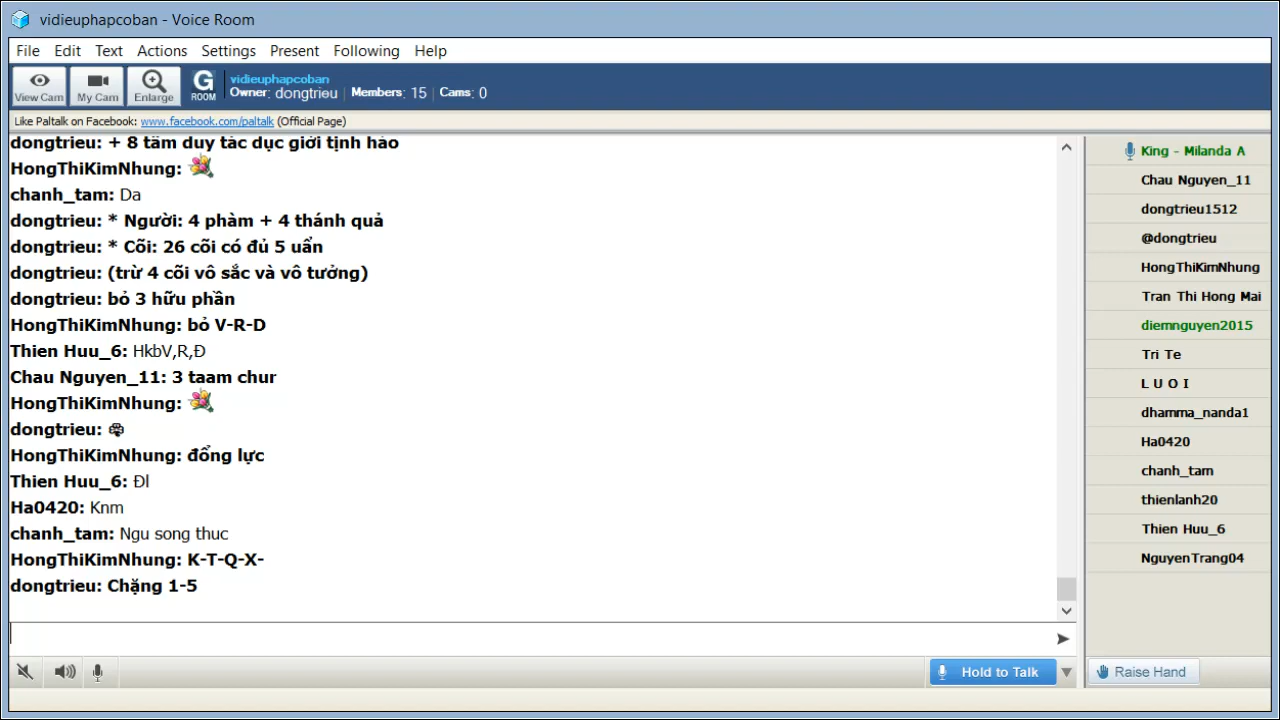 vidieuphapcoban - Voice Room
File Edit Text Actions Settings Present Following Help
View Cam My Cam Enlarge G ROOM
vidieuphapcoban
Owner: dongtrieu | Members: 15 | Cams: 0
Like Paltalk on Facebook: www.facebook.com/paltalk (Official Page)
dongtrieu: + 8 tâm duy tác dục giới tịnh hảo
HongThiKimNhung:
chanh_tam: Da
dongtrieu: * Người: 4 phàm + 4 thánh quả
dongtrieu: * Cõi: 26 cõi có đủ 5 uẩn
dongtrieu: (trừ 4 cõi vô sắc và vô tưởng)
dongtrieu: bỏ 3 hữu phần
HongThiKimNhung: bỏ V-R-D
Thien Huu_6: HkbV,R,Đ
Chau Nguyen_11: 3 taam chur
HongThiKimNhung:
dongtrieu:
HongThiKimNhung: đổng lực
Thien Huu_6: Đl
Ha0420: Knm
chanh_tam: Ngu song thuc
HongThiKimNhung: K-T-Q-X-
dongtrieu: Chặng 1-5
King - Milanda A
Chau Nguyen_11
dongtrieu1512
@dongtrieu
HongThiKimNhung
Tran Thi Hong Mai
diemnguyen2015
Tri Te
L U O I
dhamma_nanda1
Ha0420
chanh_tam
thienlanh20
Thien Huu_6
NguyenTrang04
Hold to Talk
Raise Hand